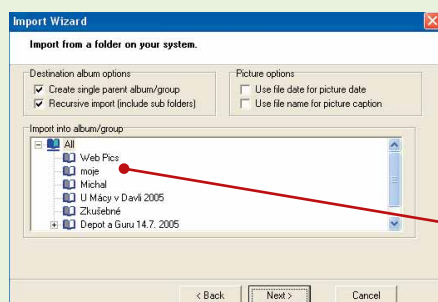 Import Wizard
Import from a folder on your system.
Destination album options
Create single parent album/group
Recursive import (include sub folders)
Picture options
Use file date for picture date
Use file name for picture caption
Import into album/group
All
Web Pics
moje
Michal
U Mácy v Davli 2005
Zkušebné
Depot a Guru 14.7. 2005
< Back
Next >
Cancel